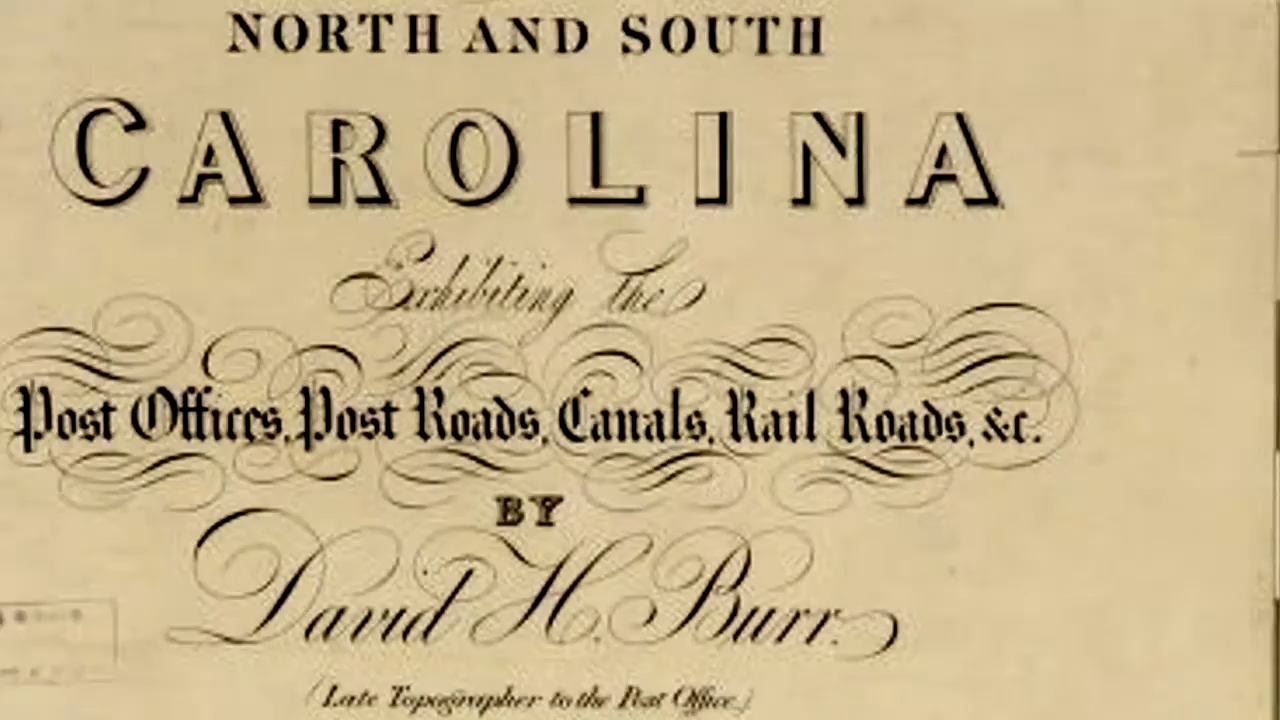 NORTH AND SOUTH
CAROLINA
Exhibiting the
Post Offices, Post Roads, Canals, Rail Roads, &c.
BY
David H. Burr.
(Late Topographer to the Post Office.)